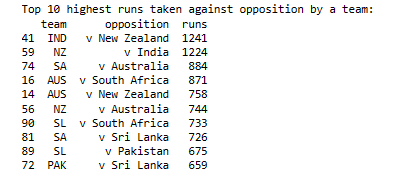 Top 10 highest runs taken against opposition by a team:
team opposition runs
41 IND v New Zealand 1241
59 NZ v India 1224
74 SA v Australia 884
16 AUS v South Africa 871
14 AUS v New Zealand 758
56 NZ v Australia 744
90 SL v South Africa 733
81 SA v Sri Lanka 726
89 SL v Pakistan 675
72 PAK v Sri Lanka 659